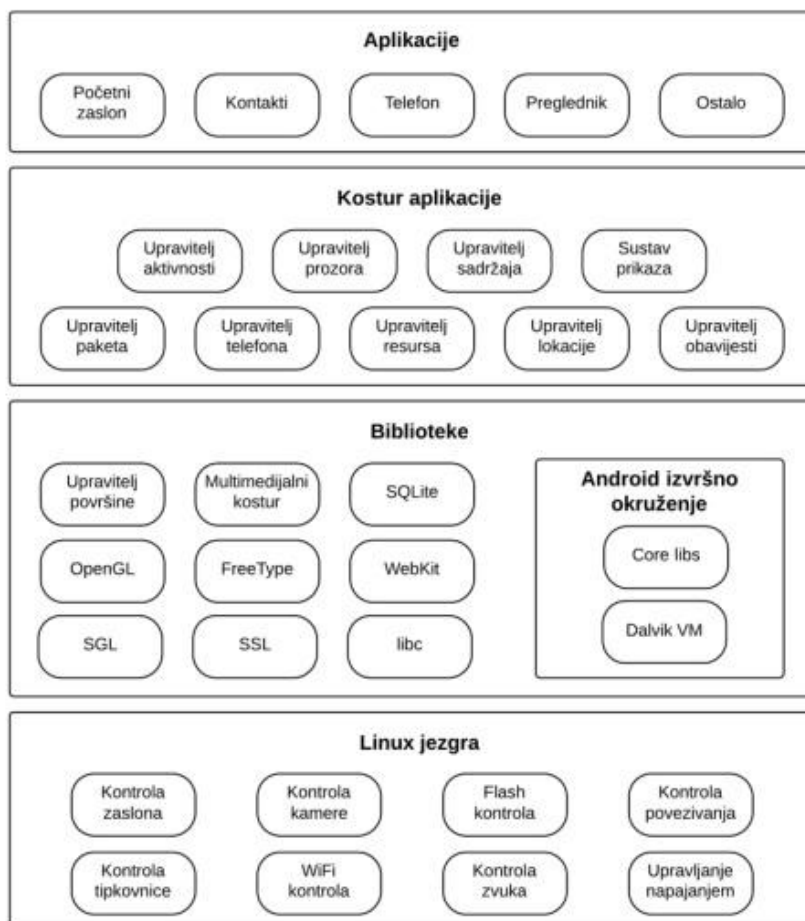 Aplikacije
Početni
zaslon
Kontakti
Telefon
Preglednik
Ostalo
Kostur aplikacije
Upravitelj
aktivnosti
Upravitelj
prozora
Upravitelj
sadržaja
Sustav
prikaza
Upravitelj
paketa
Upravitelj
telefona
Upravitelj
resursa
Upravitelj
lokacije
Upravitelj
obavijesti
Biblioteke
Upravitelj
površine
Multimedijalni
kostur
SQLite
OpenGL
FreeType
WebKit
SGL
SSL
libc
Android izvršno
okruženje
Core libs
Dalvik VM
Linux jezgra
Kontrola
zaslona
Kontrola
kamere
Flash
kontrola
Kontrola
povezivanja
Kontrola
tipkovnice
WiFi
kontrola
Kontrola
zvuka
Upravljanje
napajanjem